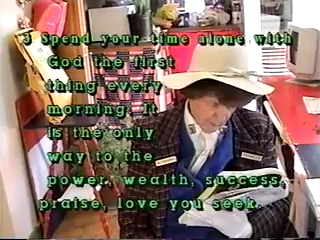 3 Spend your time alone with
God the first
thing every
morning. It
is the only
way to the
power, wealth, success,
praise, love you seek.